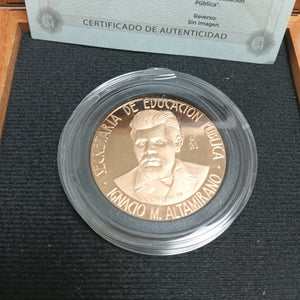 Pública".
Reverso:
Sin imagen.
CERTIFICADO DE AUTENTICIDAD
SECRETARIA DE EDUCACION PUBLICA
IGNACIO M. ALTAMIRANO